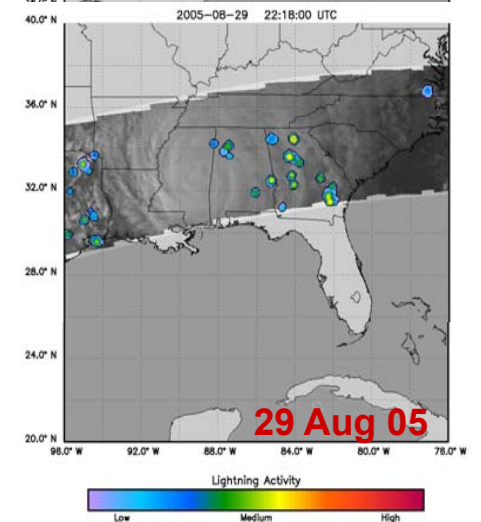 2005-08-29 22:18:00 UTC
40.0° N
36.0° N
32.0° N
28.0° N
24.0° N
20.0° N
29 Aug 05
96.0° W 92.0° W 88.0° W 84.0° W 80.0° W 76.0° W
Lightning Activity
Low Medium High